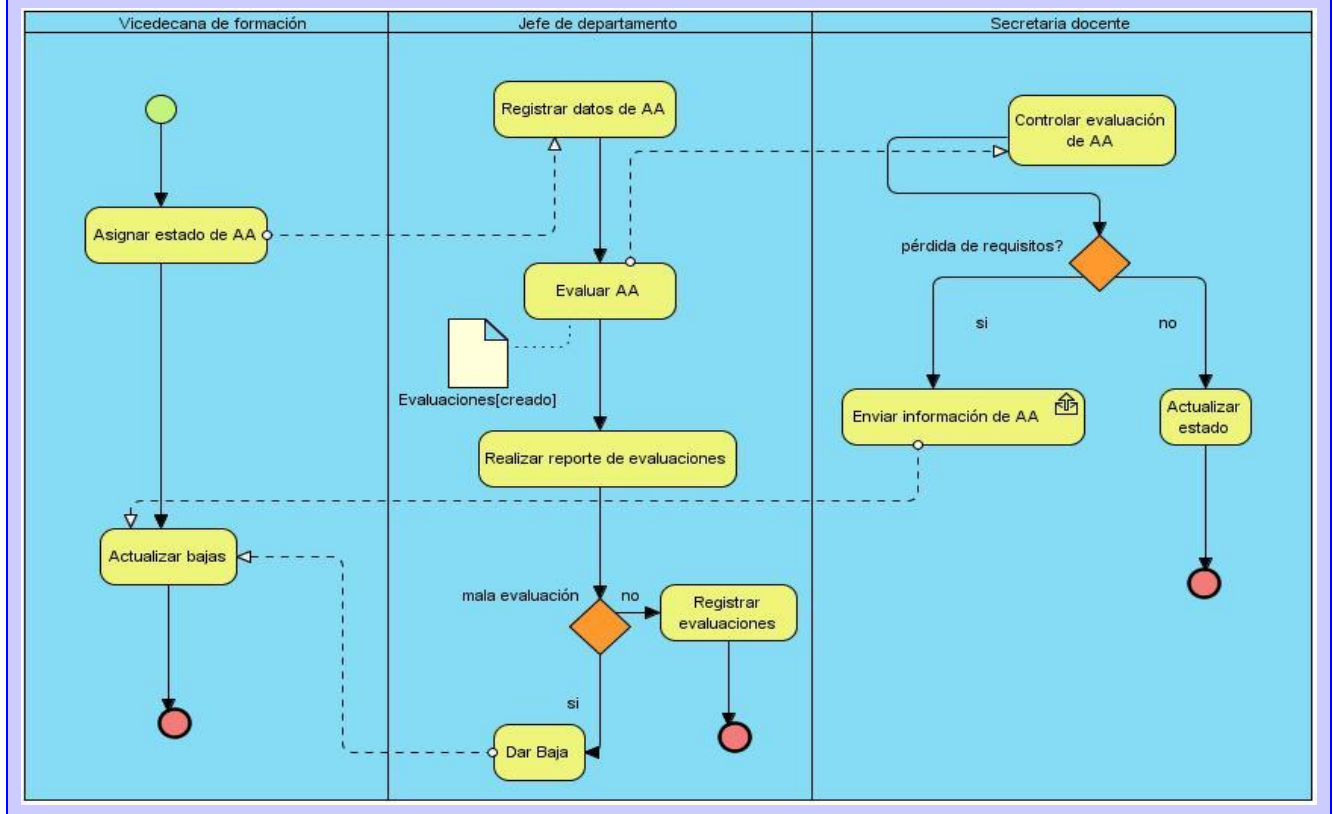 Vicedecana de formación
Jefe de departamento
Secretaria docente
Registrar datos de AA
Controlar evaluación
de AA
Asignar estado de AA
pérdida de requisitos?
Evaluar AA
si
no
Evaluaciones[creado]
Enviar información de AA
Actualizar
estado
Realizar reporte de evaluaciones
Actualizar bajas
mala evaluación
no
Registrar
evaluaciones
si
Dar Baja